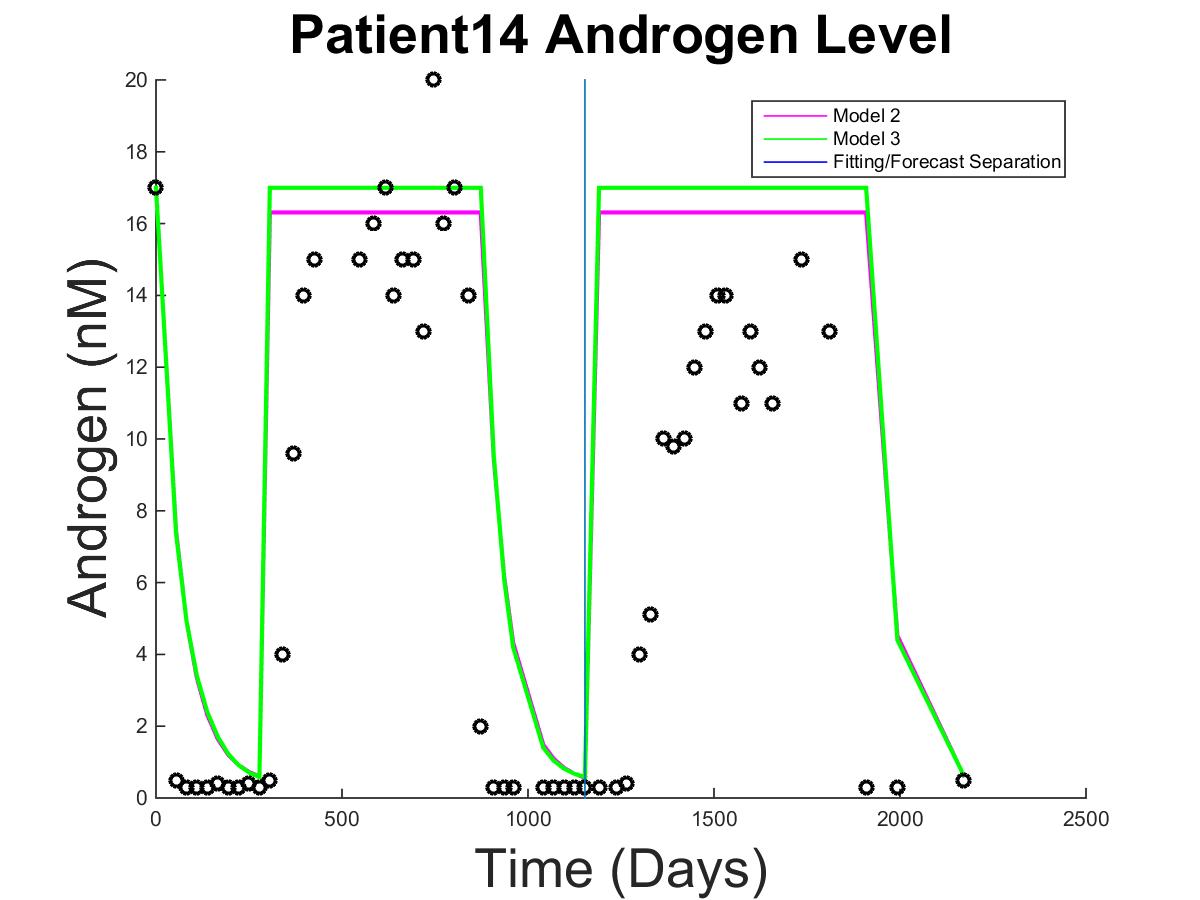 Patient14 Androgen Level
20
18
16
14
12
10
8
6
4
2
0
Androgen (nM)
Model 2
Model 3
Fitting/Forecast Separation
0 500 1000 1500 2000 2500
Time (Days)